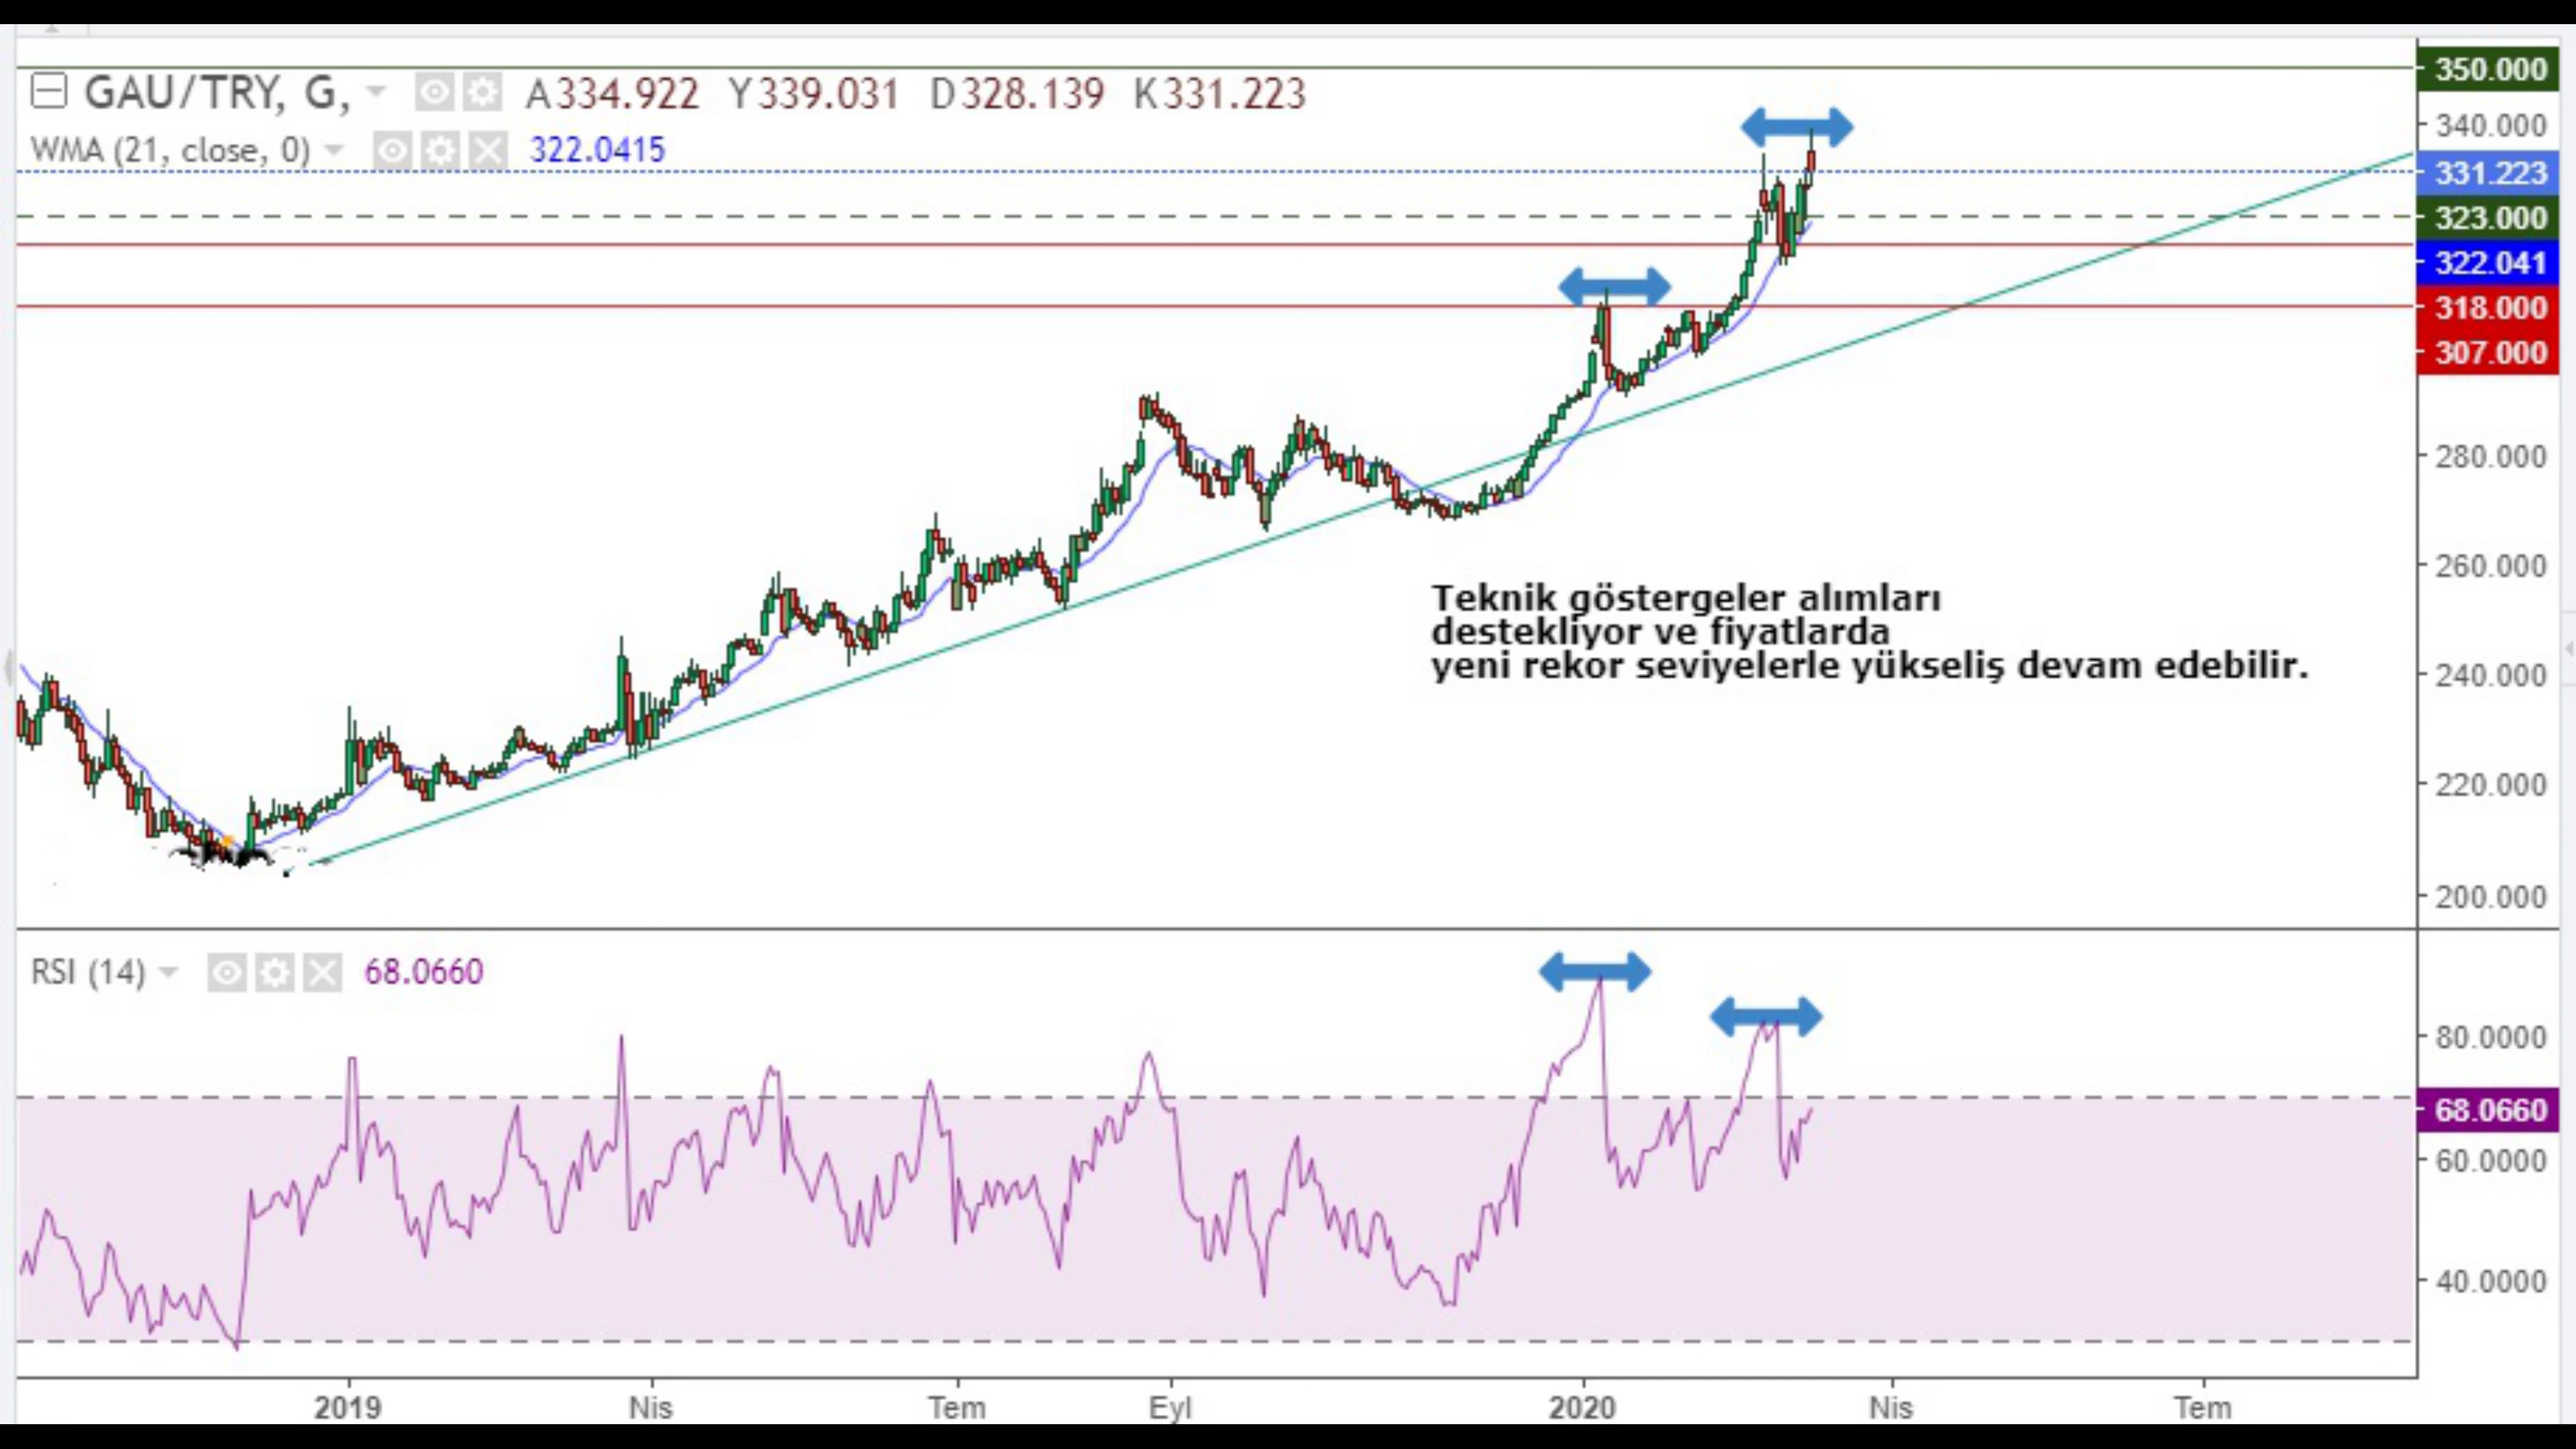 GAU/TRY, G, A334.922 Y339.031 D328.139 K331.223
WMA (21, close, 0) 322.0415
350.000
340.000
331.223
323.000
322.041
318.000
307.000
280.000
260.000
Teknik göstergeler alımları
destekliyor ve fiyatlarda
yeni rekor seviyelerle yükseliş devam edebilir.
240.000
220.000
200.000
RSI (14) 68.0660
80.0000
68.0660
60.0000
40.0000
2019 Nis Tem Eyl 2020 Nis Tem